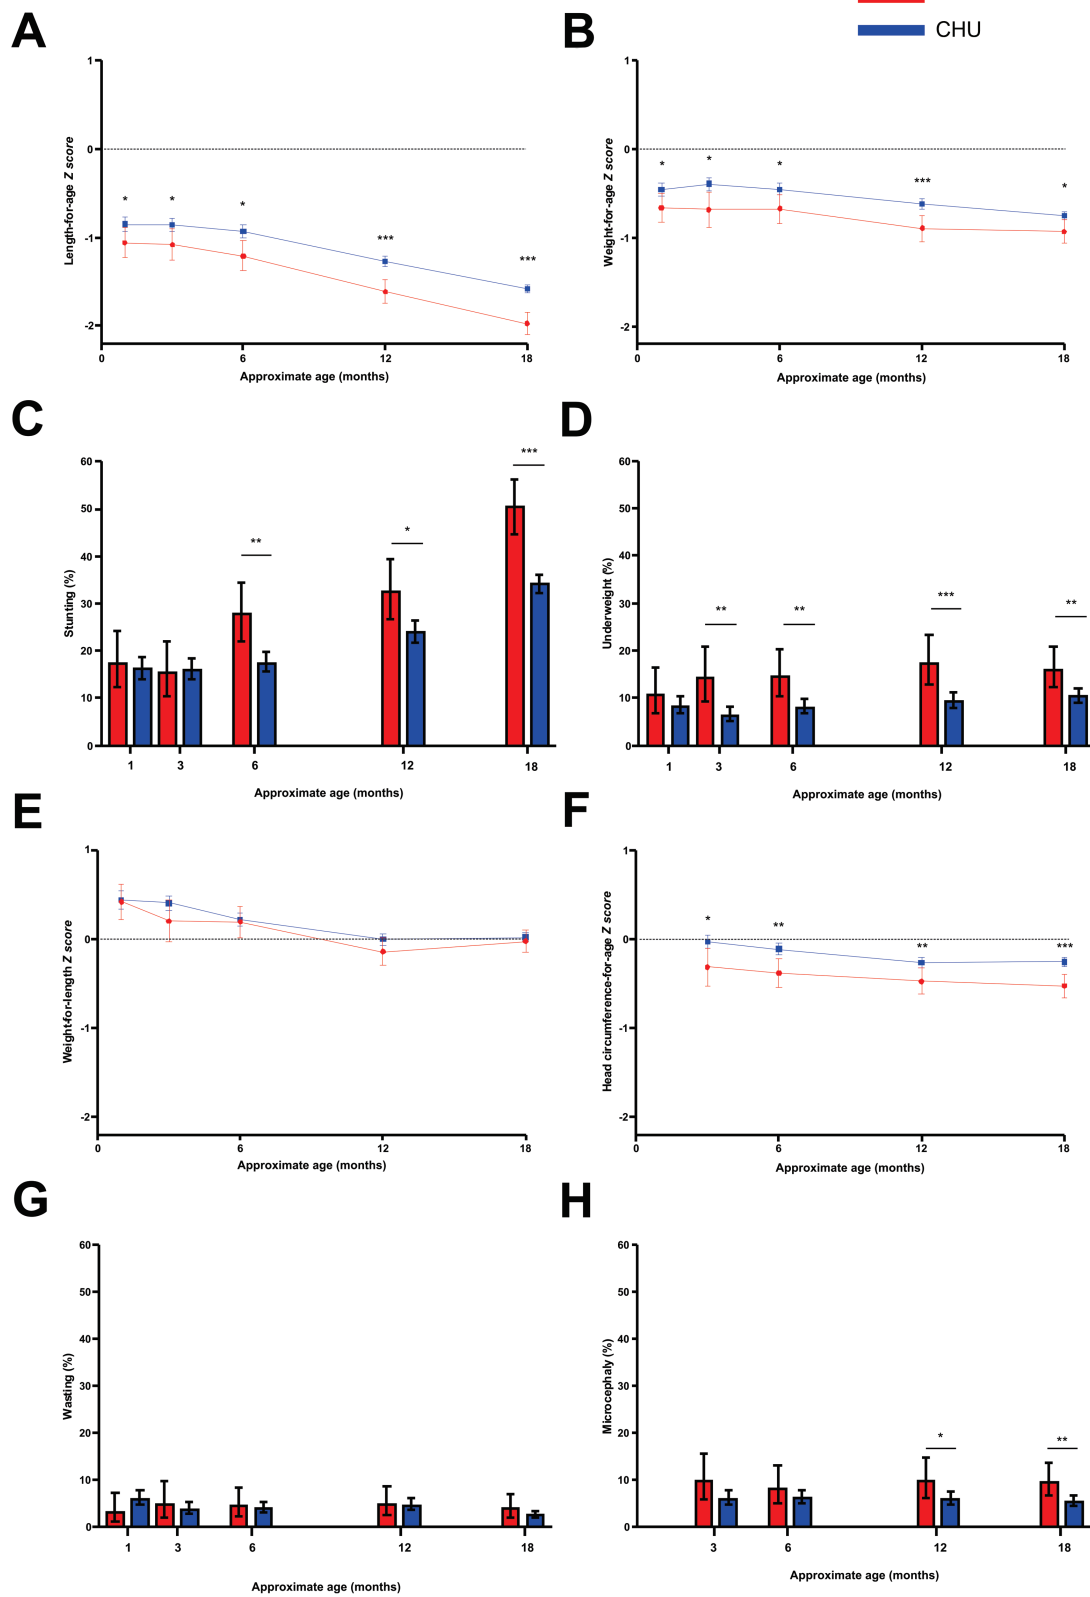 CHU
A
B
1
0
-1
-2
Length-for-age Z score
* * * *** ***
0 6 12 18
Approximate age (months)
1
0
-1
-2
Weight-for-age Z score
* * * *** *
0 6 12 18
Approximate age (months)
C
D
60
50
40
30
20
10
0
Stunting (%)
** * ***
1 3 6 12 18
Approximate age (months)
60
50
40
30
20
10
0
Underweight (%)
** ** *** **
1 3 6 12 18
Approximate age (months)
E
F
1
0
-1
-2
Weight-for-length Z score
0 6 12 18
Approximate age (months)
1
0
-1
-2
Head circumference-for-age Z score
* ** ** ***
0 6 12 18
Approximate age (months)
G
H
60
50
40
30
20
10
0
Wasting (%)
1 3 6 12 18
Approximate age (months)
60
50
40
30
20
10
0
Microcephaly (%)
* **
3 6 12 18
Approximate age (months)